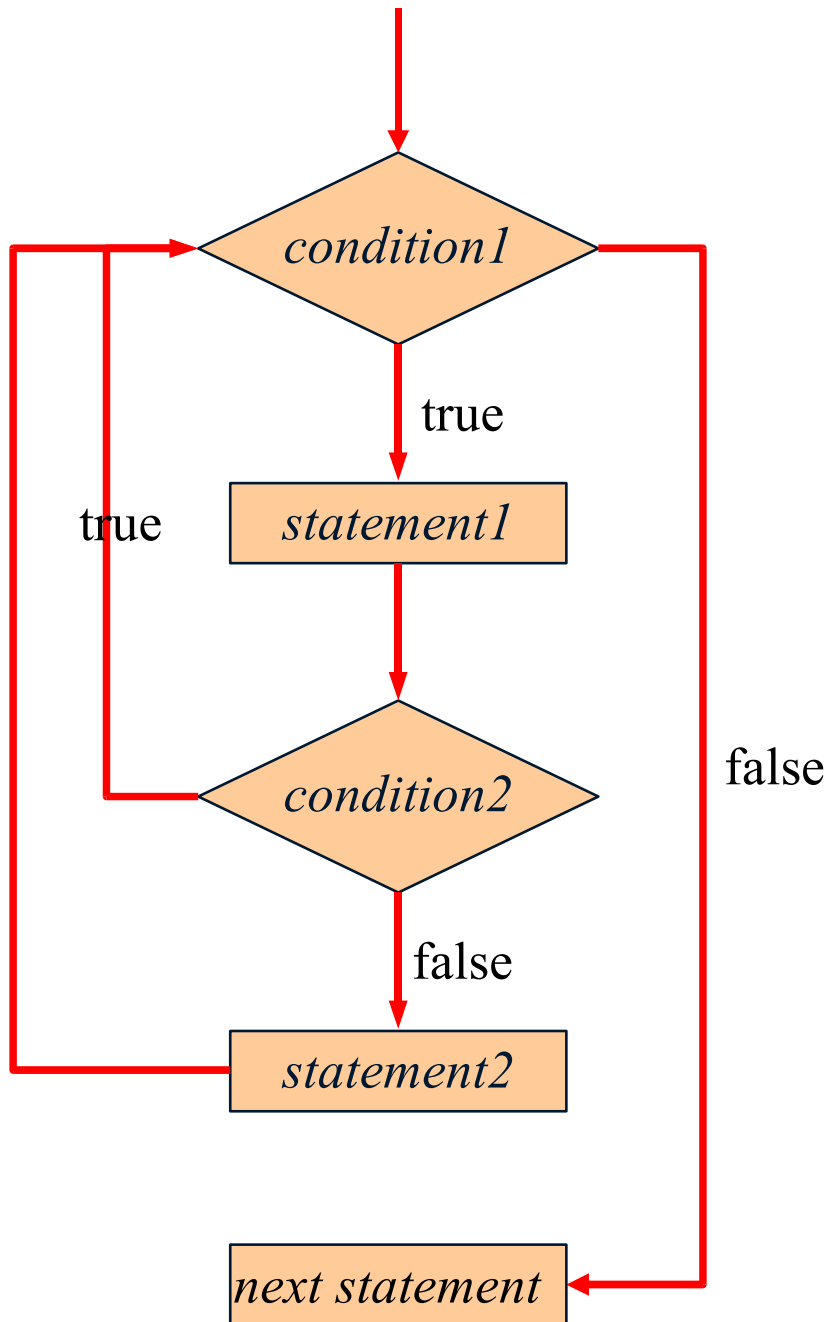 condition1
true
statement1
true
condition2
false
false
statement2
next statement